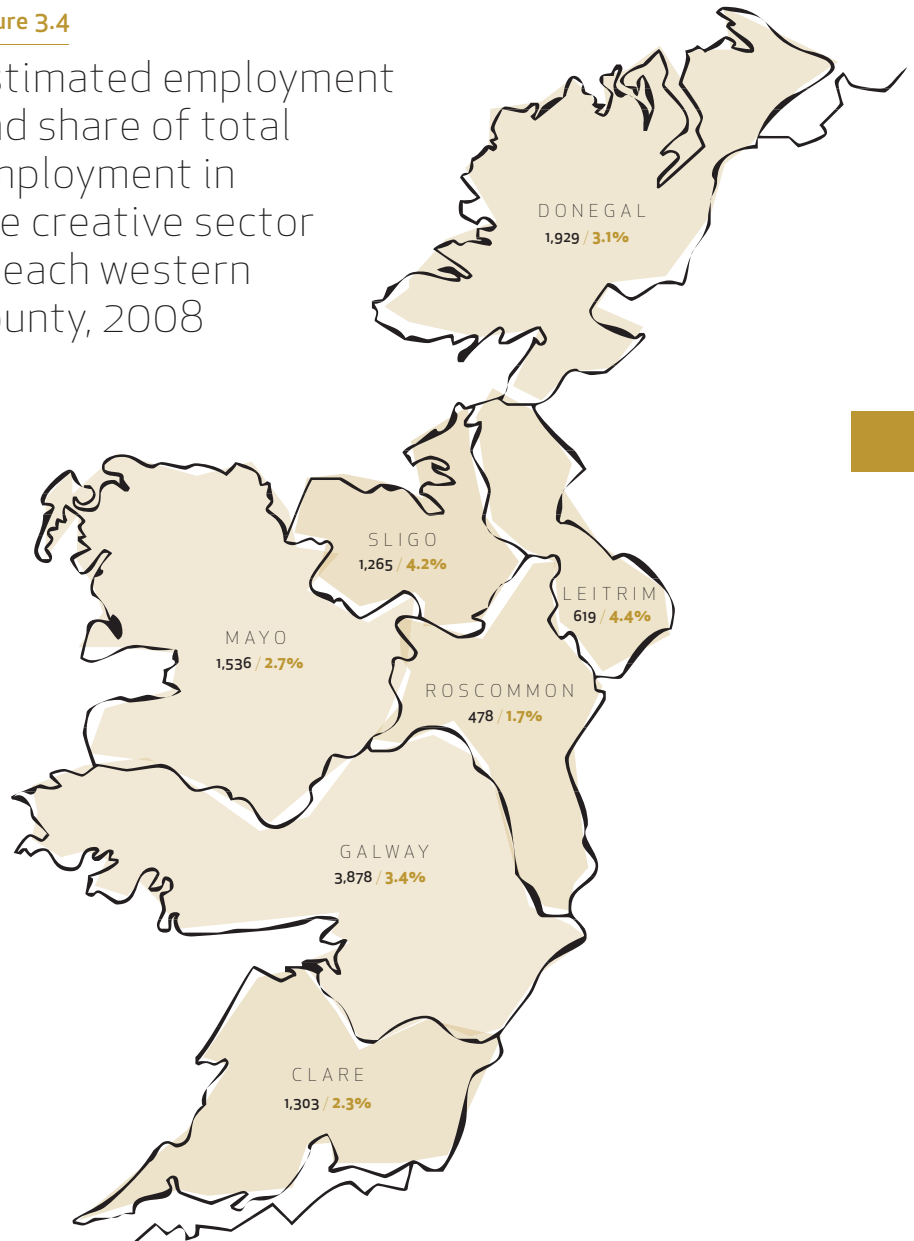 ure 3.4
stimated employment
nd share of total
mployment in
e creative sector
each western
ounty, 2008
DONEGAL
1,929 / 3.1%
SLIGO
1,265 / 4.2%
LEITRIM
619 / 4.4%
MAYO
1,536 / 2.7%
ROSCOMMON
478 / 1.7%
GALWAY
3,878 / 3.4%
CLARE
1,303 / 2.3%